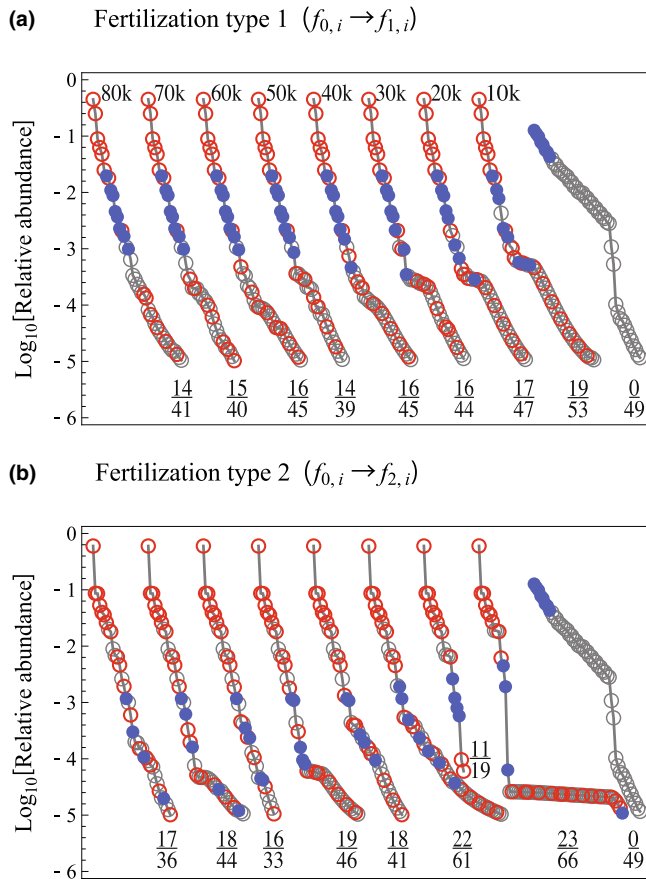 (a) Fertilization type 1 (f0, i → f1, i)
0
- 1
- 2
- 3
- 4
- 5
- 6
Log10[Relative abundance]
80k 70k 60k 50k 40k 30k 20k 10k
14 15 16 14 16 16 17 19 0
41 40 45 39 45 44 47 53 49
(b) Fertilization type 2 (f0, i → f2, i)
0
- 1
- 2
- 3
- 4
- 5
- 6
Log10[Relative abundance]
11
19
17 18 16 19 18 22 23 0
36 44 33 46 41 61 66 49